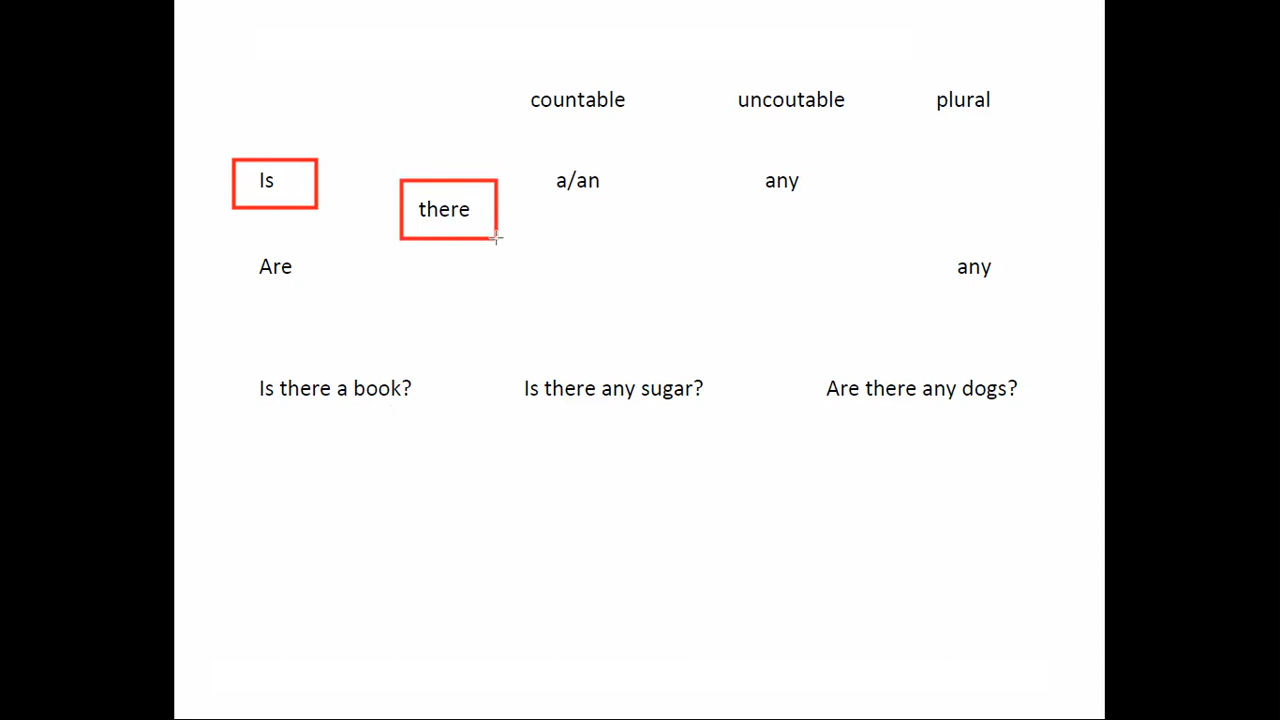 countable uncoutable plural
Is a/an any
there
Are any
Is there a book? Is there any sugar? Are there any dogs?